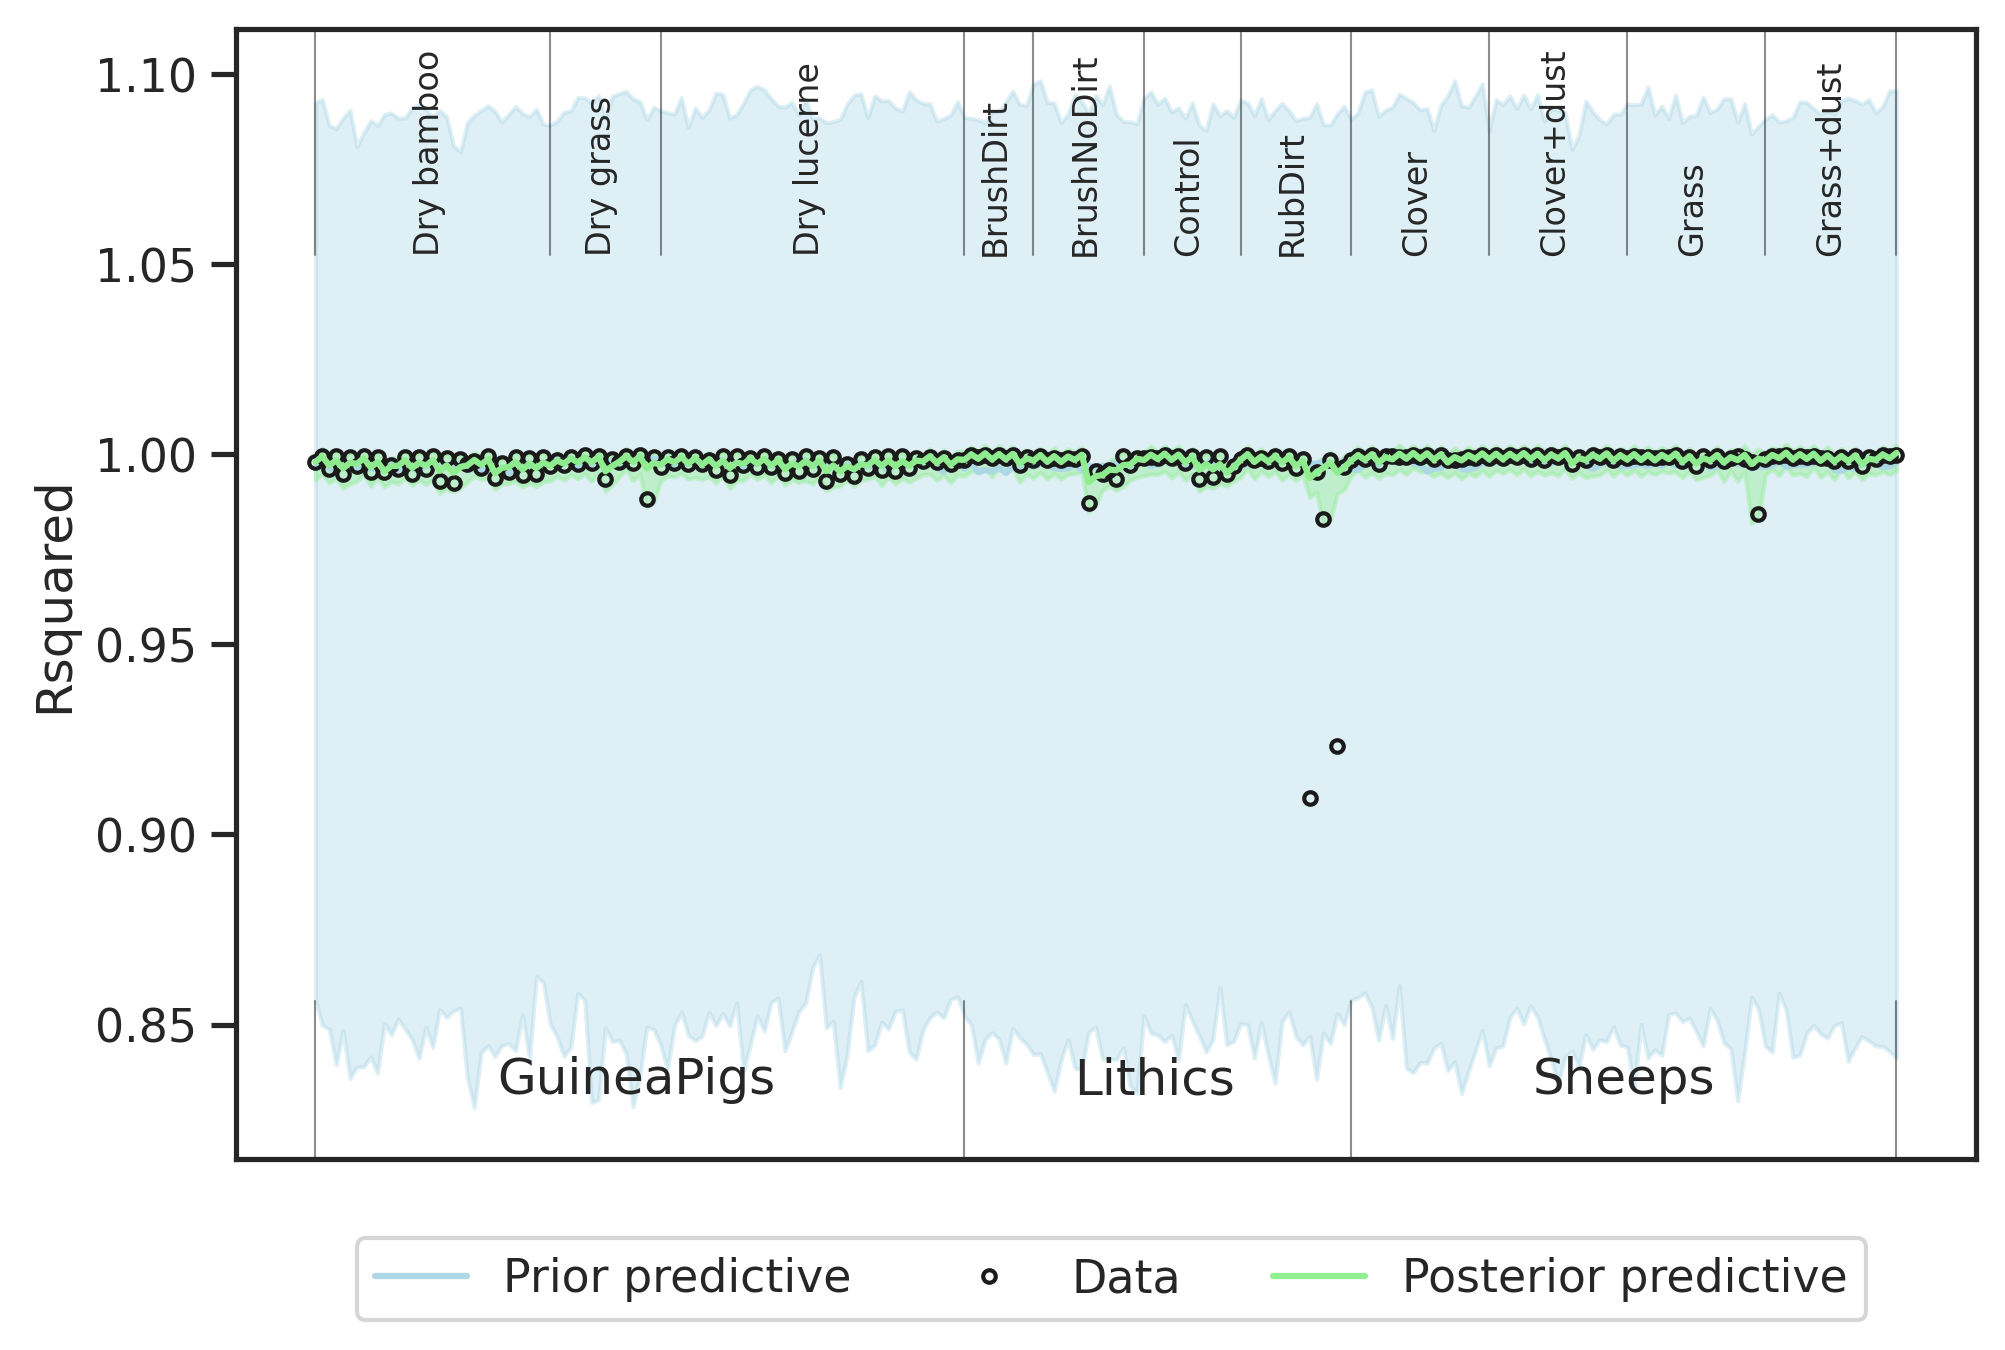 1.10
1.05
1.00
0.95
0.90
0.85
Rsquared
Dry bamboo
Dry grass
Dry lucerne
BrushDirt
BrushNoDirt
Control
RubDirt
Clover
Clover+dust
Grass
Grass+dust
GuineaPigs
Lithics
Sheeps
Prior predictive
Data
Posterior predictive